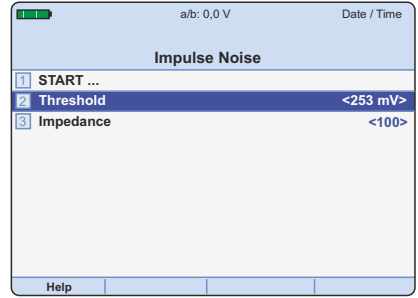 a/b: 0,0 V Date / Time
Impulse Noise
1 START ...
2 Threshold <253 mV>
3 Impedance <100>
Help